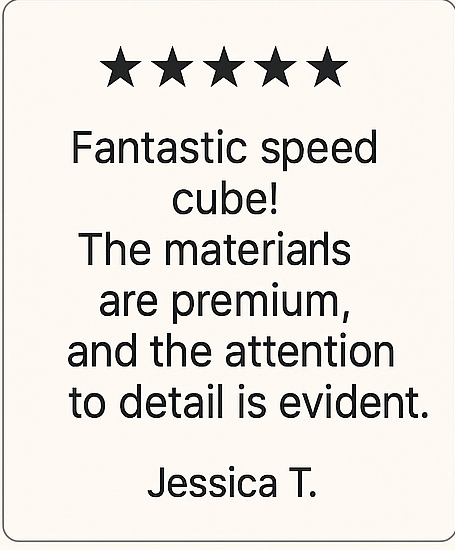 ★★★★★
Fantastic speed
cube!
The materiarls
are premium,
and the attention
to detail is evident.
Jessica T.